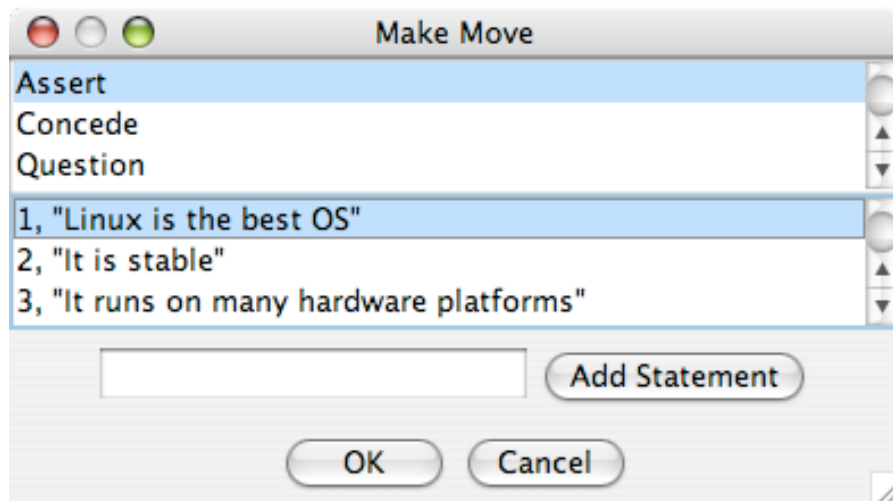 Make Move
Assert
Concede
Question
1, "Linux is the best OS"
2, "It is stable"
3, "It runs on many hardware platforms"
Add Statement
OK Cancel